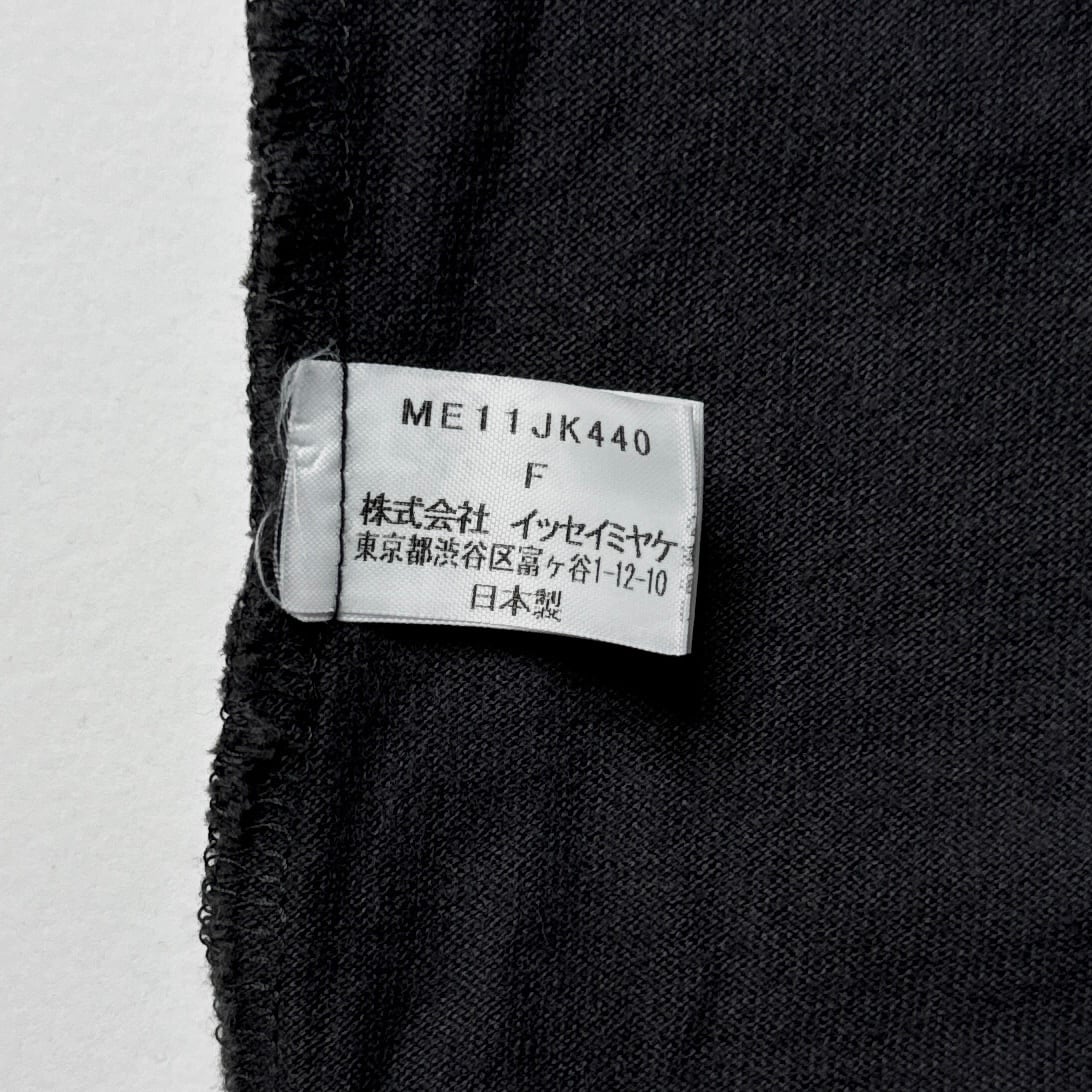 ME11JK440
F
株式会社 イッセイミヤケ
東京都渋谷区富ヶ谷1-12-10
日本製